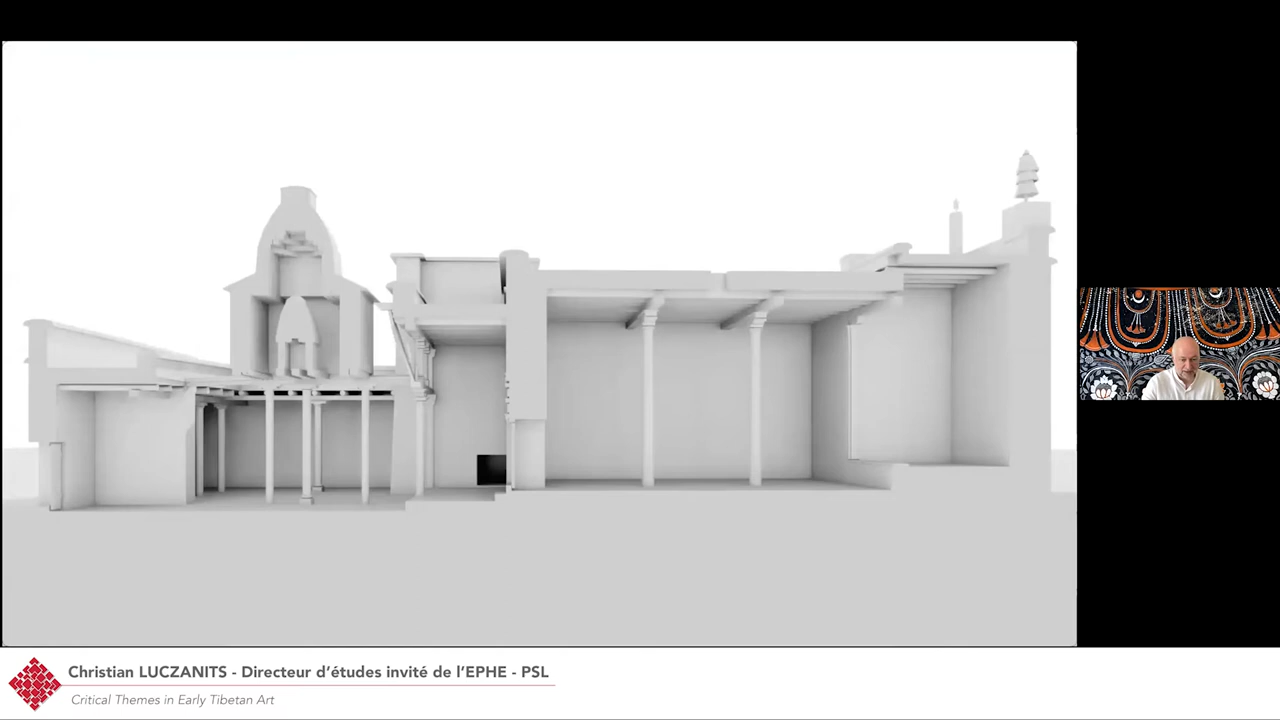 Christian LUCZANITS - Directeur d'études invité de l'EPHE - PSL
Critical Themes in Early Tibetan Art